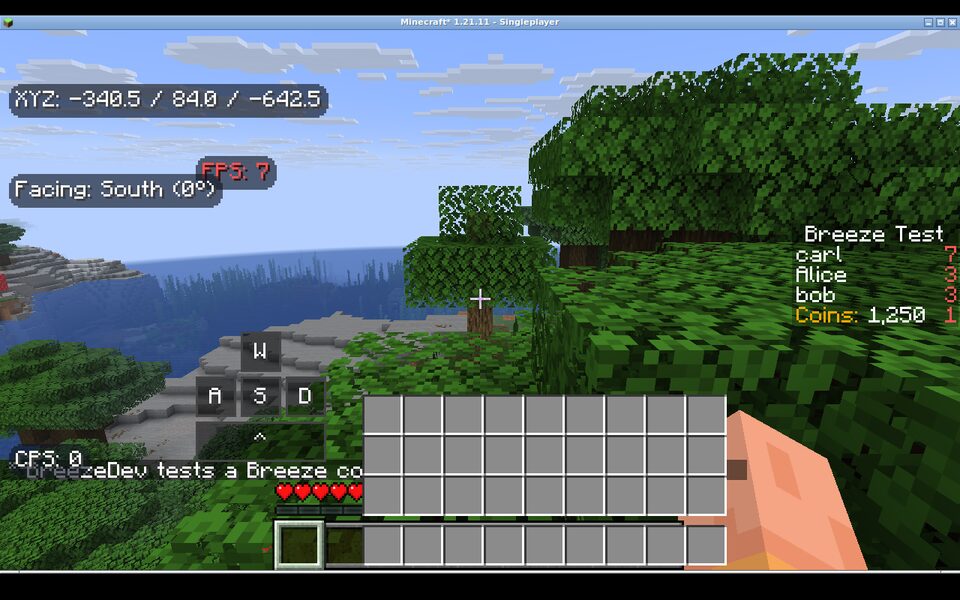 Minecraft* 1.21.11 - Singleplayer
XYZ: -340.5 / 84.0 / -642.5
FPS: 7
Facing: South (0°)
Breeze Test
carl 7
Alice 3
bob 3
Coins: 1,250 1
W
A S D
^
CPS: 0
BreezeDev tests a Breeze co